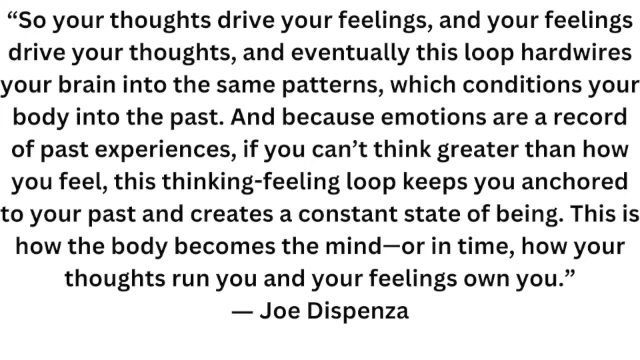 “So your thoughts drive your feelings, and your feelings
drive your thoughts, and eventually this loop hardwires
your brain into the same patterns, which conditions your
body into the past. And because emotions are a record
of past experiences, if you can’t think greater than how
you feel, this thinking-feeling loop keeps you anchored
to your past and creates a constant state of being. This is
how the body becomes the mind—or in time, how your
thoughts run you and your feelings own you.”
— Joe Dispenza